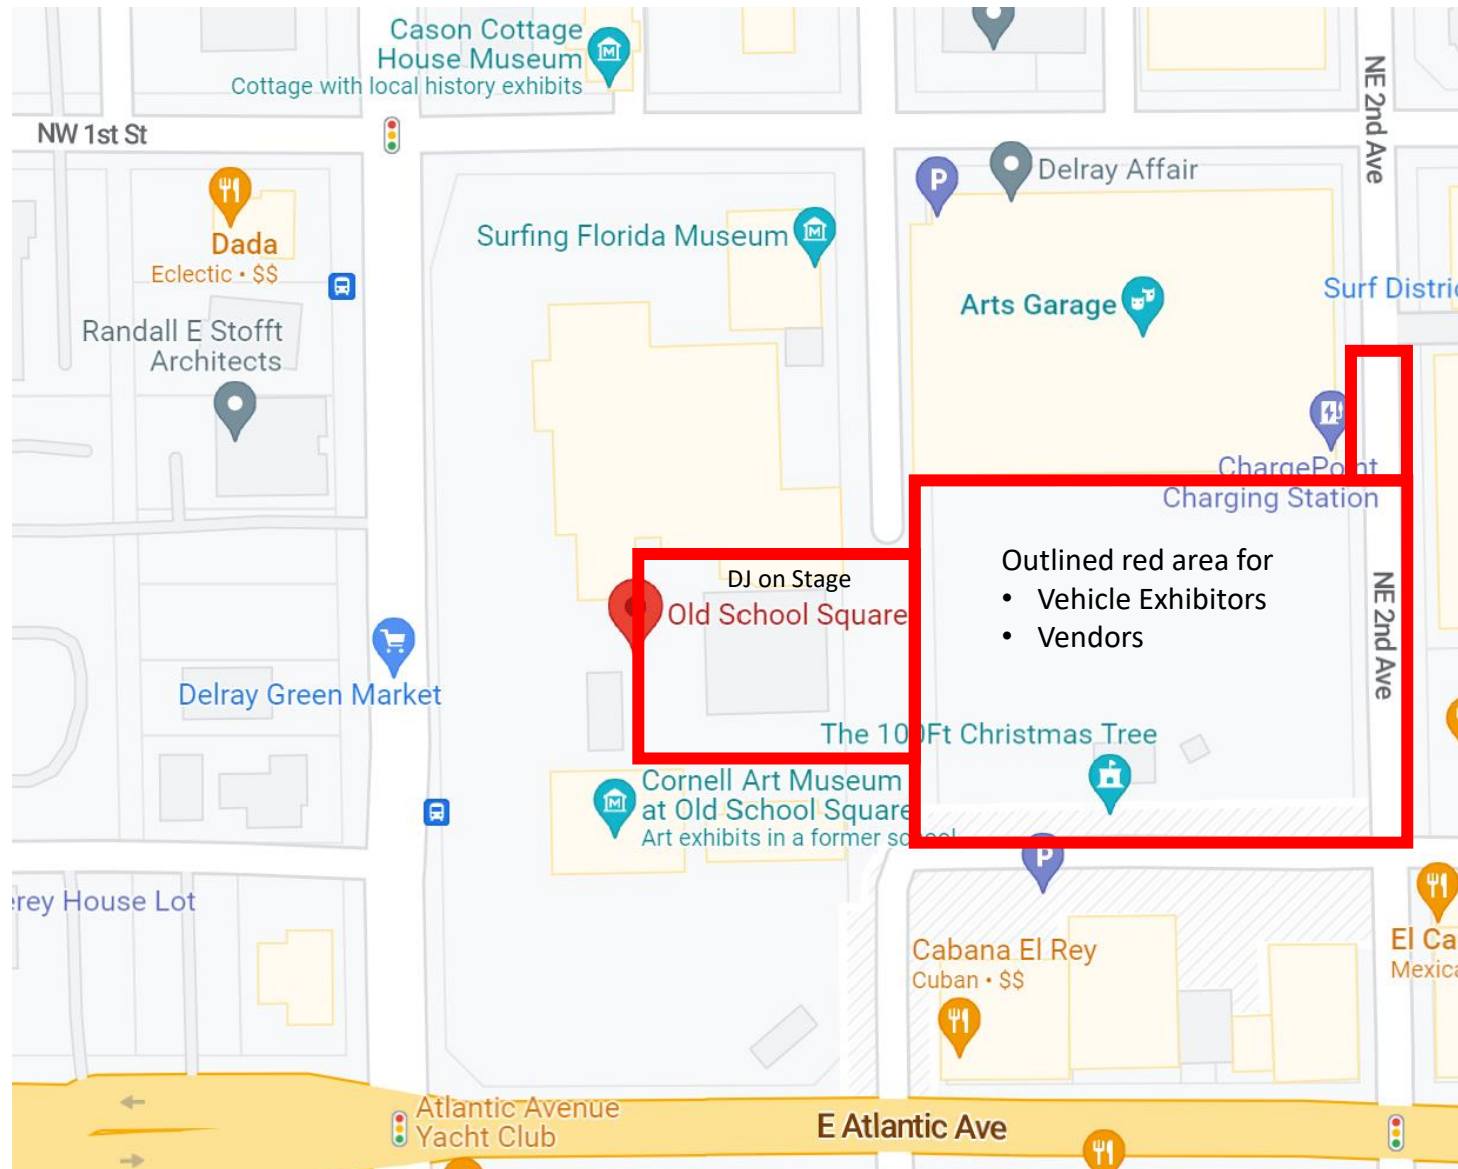 Cason Cottage
House Museum
Cottage with local history exhibits
NE 2nd Ave
NW 1st St
P
Delray Affair
Dada
Eclectic • $$
Surfing Florida Museum
Arts Garage
Surf Distric
Randall E Stofft
Architects
ChargePoint
Charging Station
DJ on Stage
Old School Square
Outlined red area for
• Vehicle Exhibitors
• Vendors
NE 2nd Ave
Delray Green Market
The 100Ft Christmas Tree
Cornell Art Museum
at Old School Square
Art exhibits in a former school
P
rey House Lot
Cabana El Rey
Cuban • $$
El Ca
Mexica
Atlantic Avenue
Yacht Club
E Atlantic Ave